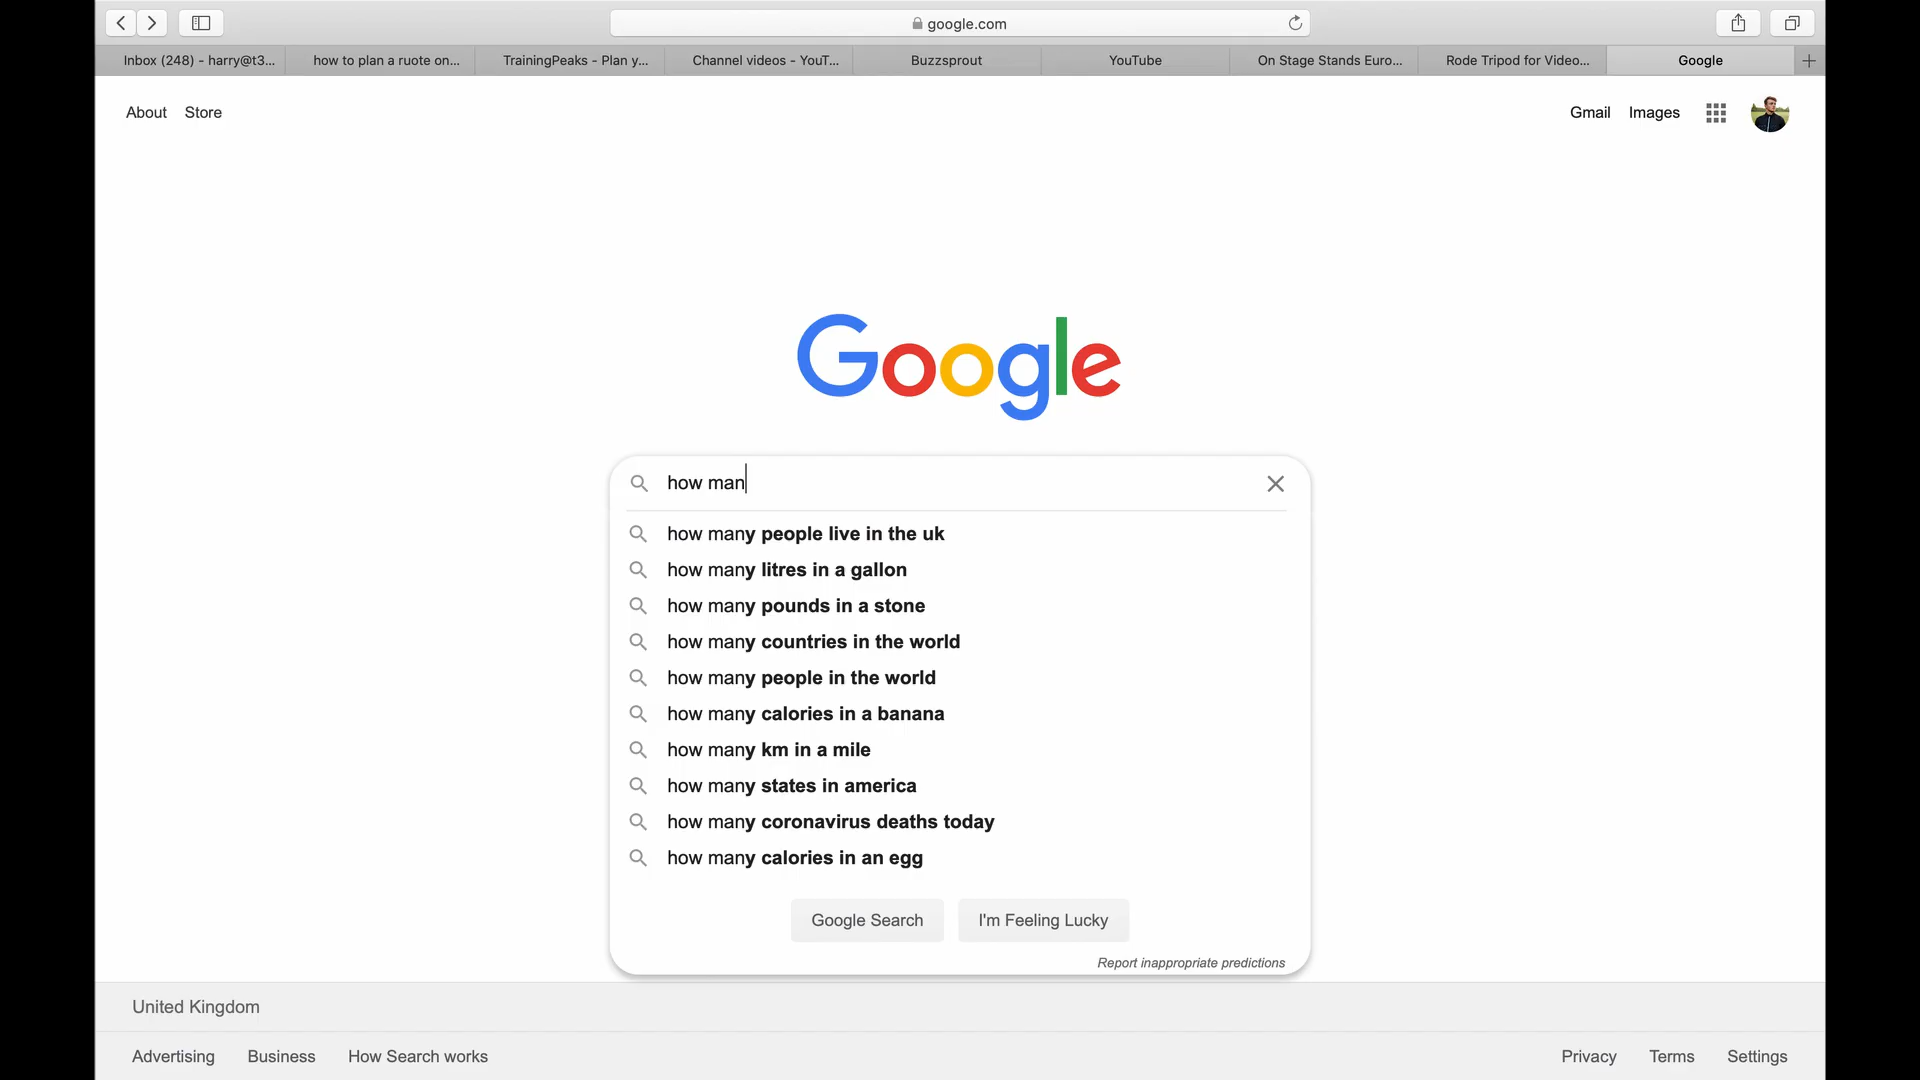 google.com
Inbox (248) - harry@t3...
how to plan a ruote on...
TrainingPeaks - Plan y...
Channel videos - YouT...
Buzzsprout
YouTube
On Stage Stands Euro...
Rode Tripod for Video...
Google
About
Store
Gmail
Images
Google
how man
how many people live in the uk
how many litres in a gallon
how many pounds in a stone
how many countries in the world
how many people in the world
how many calories in a banana
how many km in a mile
how many states in america
how many coronavirus deaths today
how many calories in an egg
Google Search
I'm Feeling Lucky
Report inappropriate predictions
United Kingdom
Advertising
Business
How Search works
Privacy
Terms
Settings